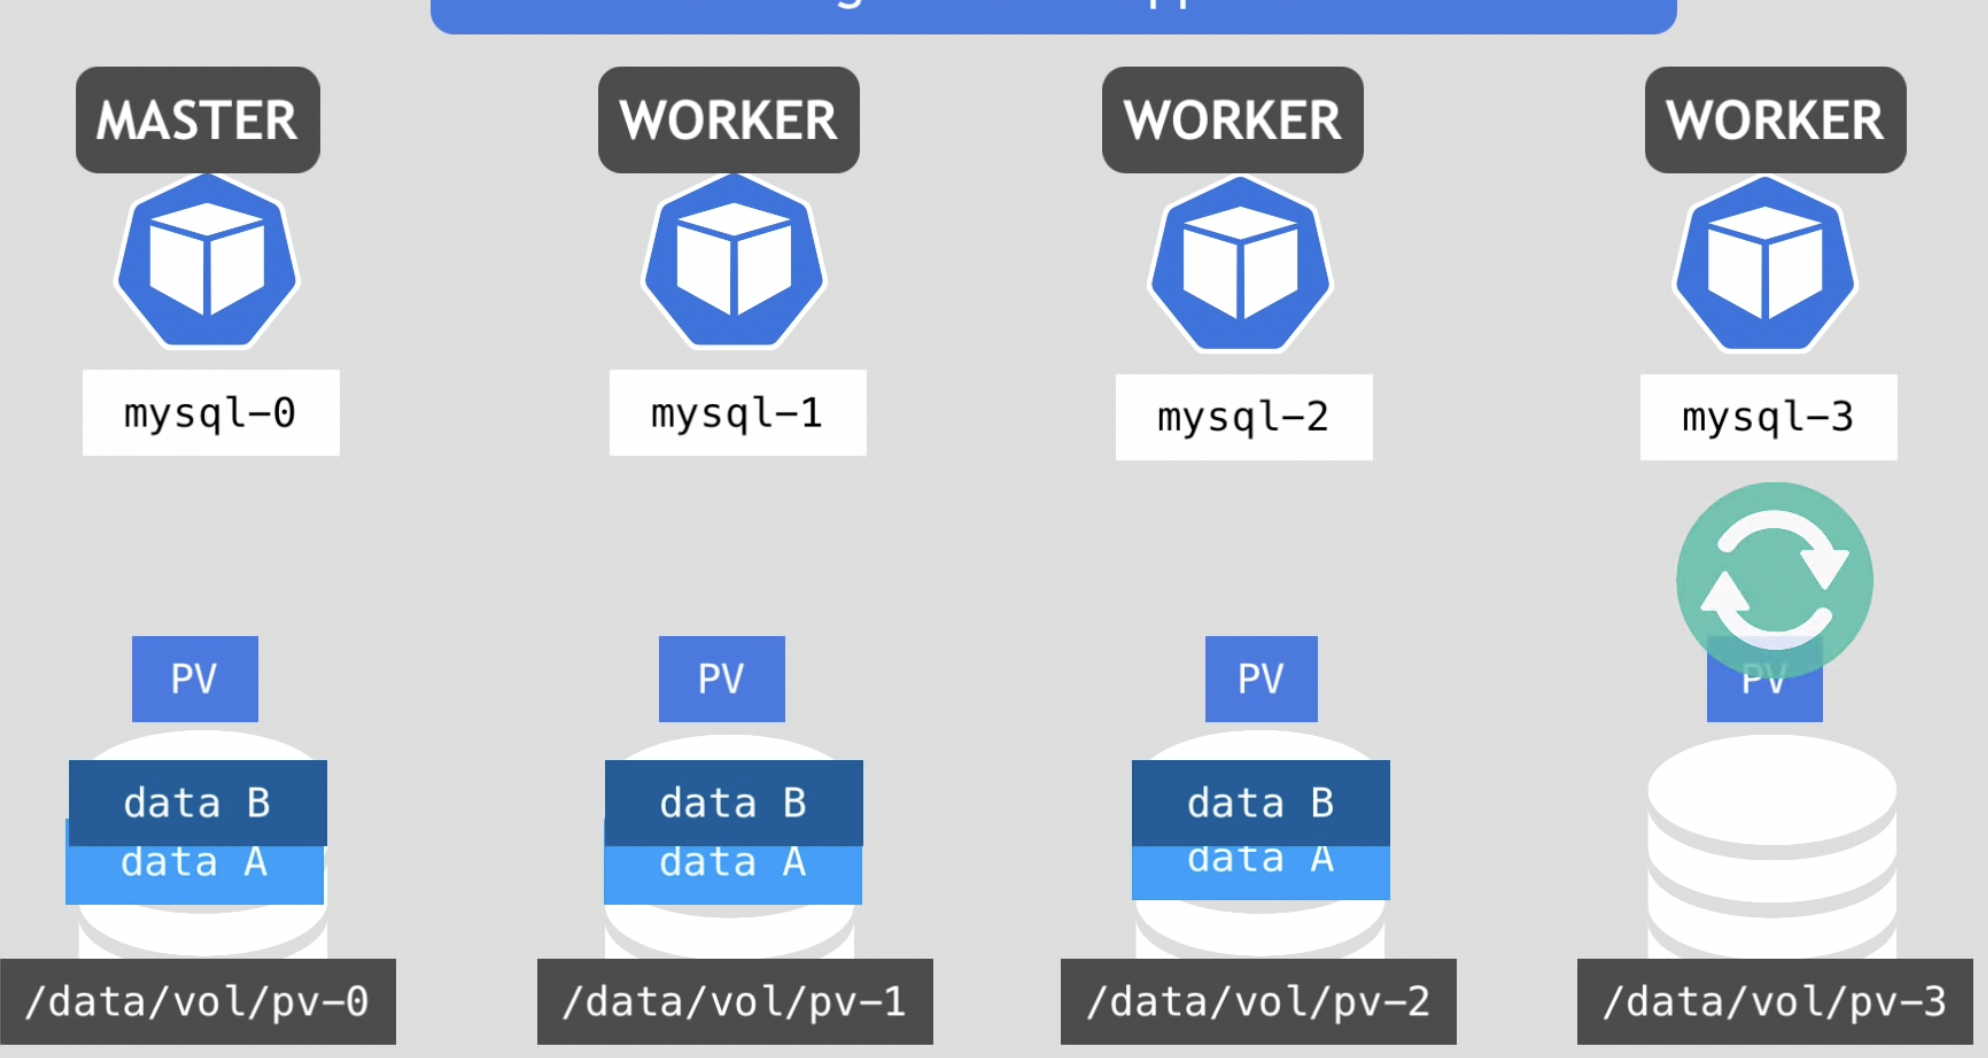 MASTER
WORKER
WORKER
WORKER
mysql-0
mysql-1
mysql-2
mysql-3
PV
PV
PV
PV
data B
data B
data B
data A
data A
data A
/data/vol/pv-0
/data/vol/pv-1
/data/vol/pv-2
/data/vol/pv-3